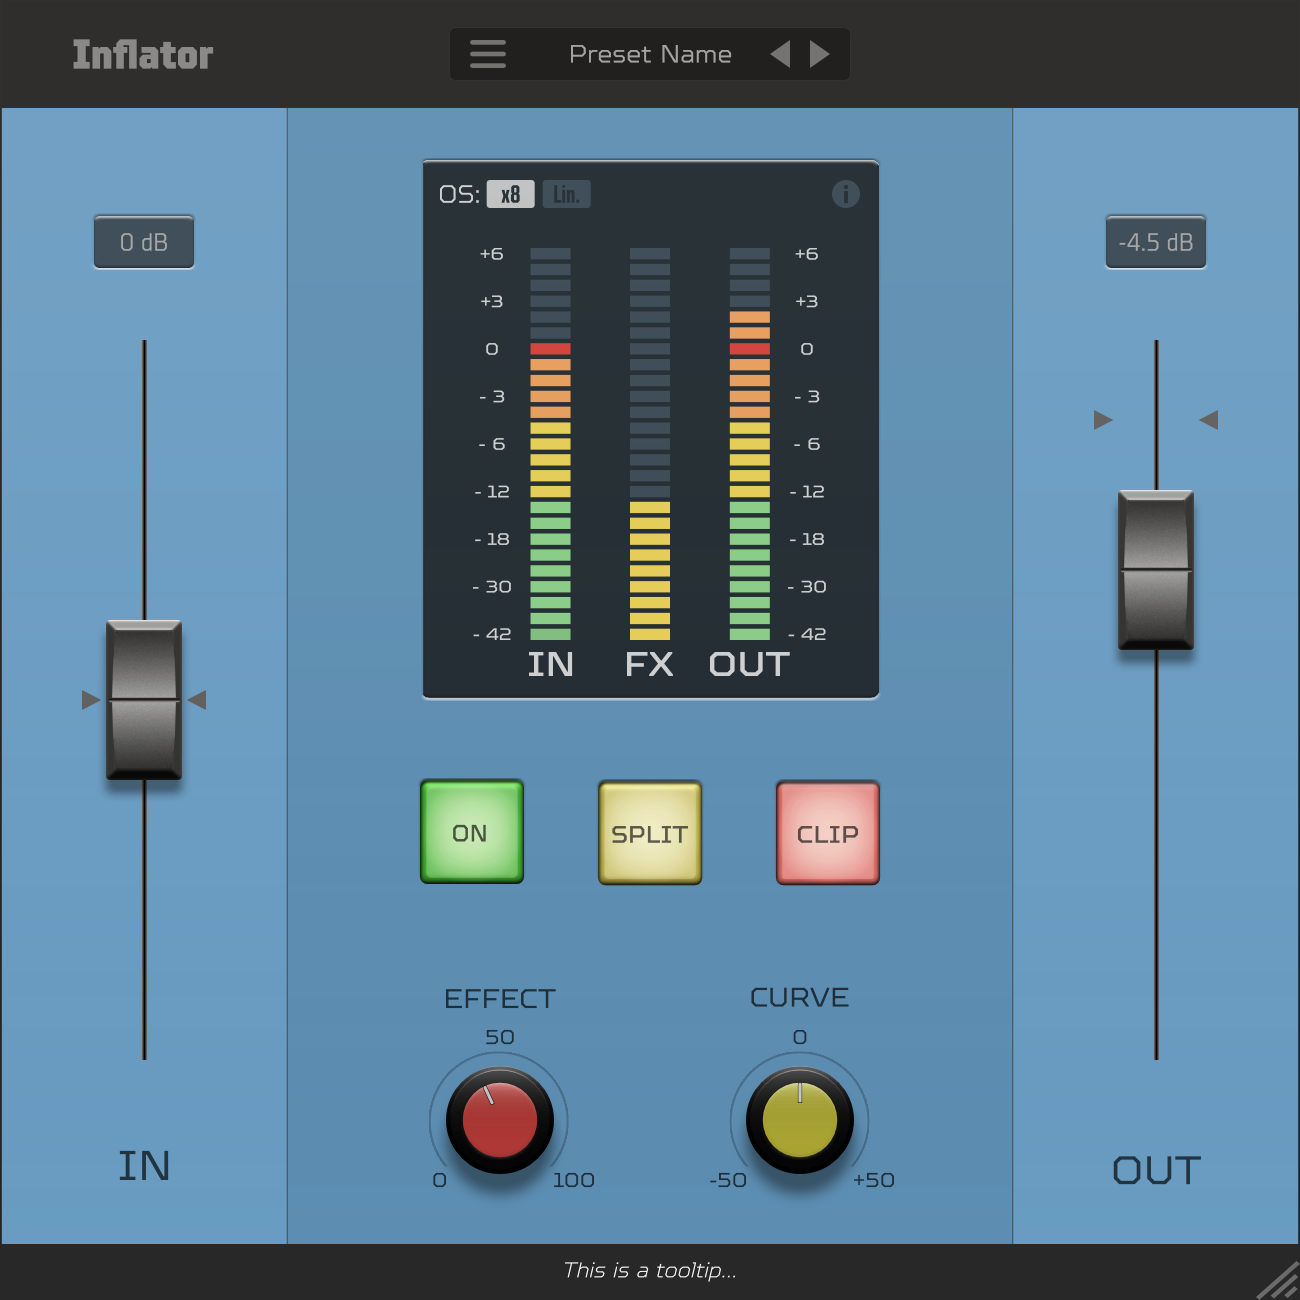 Inflator
Preset Name
OS: x8 Lin. i
0 dB
-4.5 dB
+6 +6
+3 +3
0 0
- 3 - 3
- 6 - 6
- 12 - 12
- 18 - 18
- 30 - 30
- 42 - 42
IN FX OUT
ON SPLIT CLIP
EFFECT CURVE
50 0
0 100 -50 +50
IN OUT
This is a tooltip...